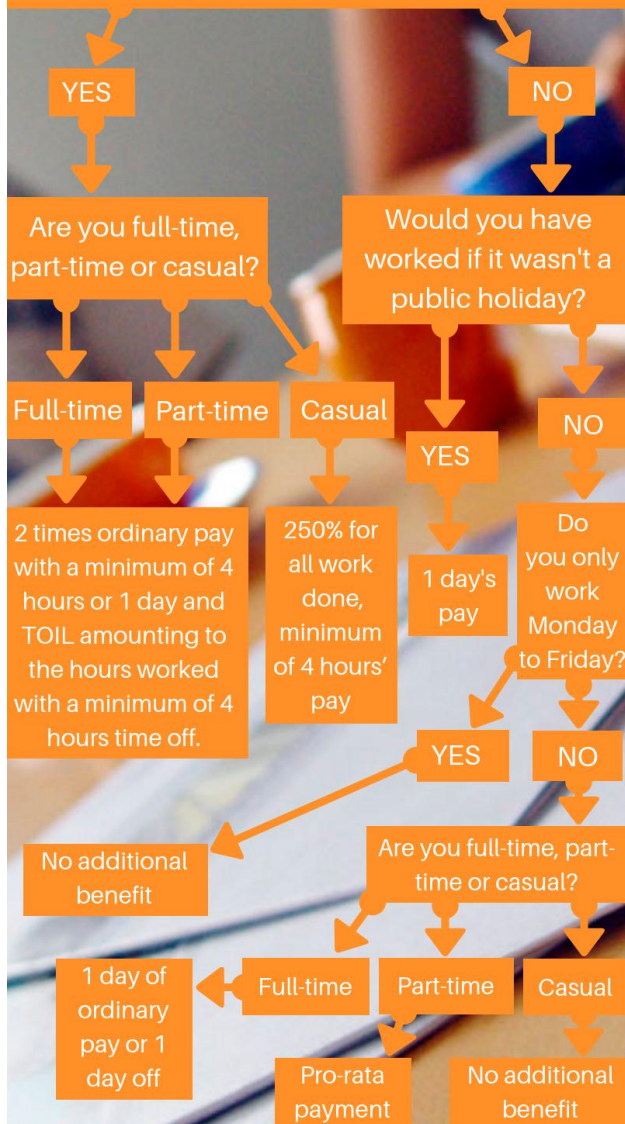 YES
NO
Are you full-time,
part-time or casual?
Would you have
worked if it wasn't a
public holiday?
Full-time
Part-time
Casual
YES
NO
2 times ordinary pay
with a minimum of 4
hours or 1 day and
TOIL amounting to
the hours worked
with a minimum of 4
hours time off.
250% for
all work
done,
minimum
of 4 hours’
pay
1 day's
pay
Do
you only
work
Monday
to Friday?
YES
NO
No additional
benefit
Are you full-time, part-
time or casual?
Full-time
Part-time
Casual
1 day of
ordinary
pay or 1
day off
Pro-rata
payment
No additional
benefit